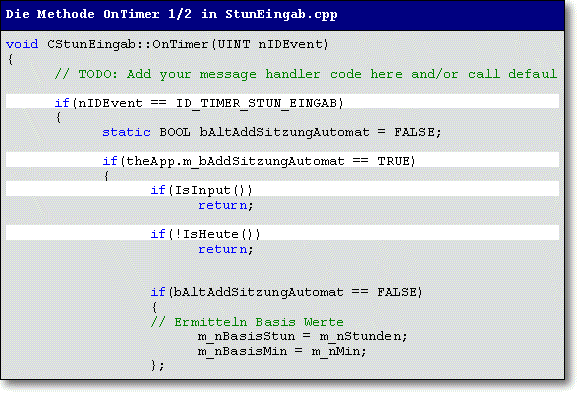 Die Methode OnTimer 1/2 in StunEingab.cpp
void CStunEingab::OnTimer(UINT nIDEvent)
{
// TODO: Add your message handler code here and/or call defaul
if(nIDEvent == ID_TIMER_STUN_EINGAB)
{
static BOOL bAltAddSitzungAutomat = FALSE;
if(theApp.m_bAddSitzungAutomat == TRUE)
{
if(IsInput())
return;
if(!IsHeute())
return;
if(bAltAddSitzungAutomat == FALSE)
{
// Ermitteln Basis Werte
m_nBasisStun = m_nStunden;
m_nBasisMin = m_nMin;
};